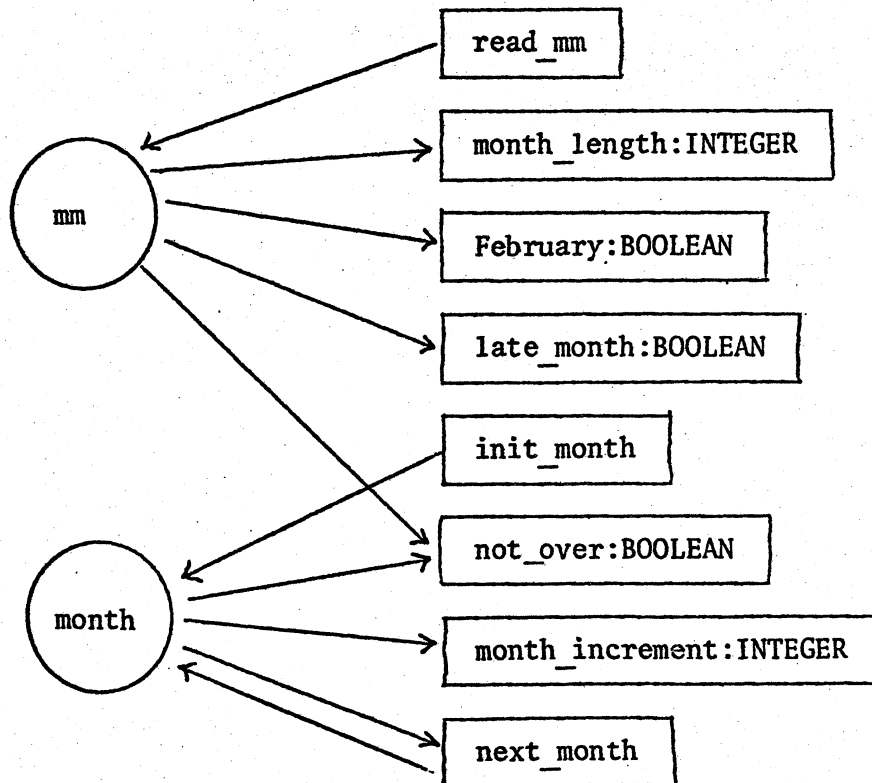 read_mm
month_length:INTEGER
mm
February:BOOLEAN
late_month:BOOLEAN
init_month
not_over:BOOLEAN
month
month_increment:INTEGER
next_month